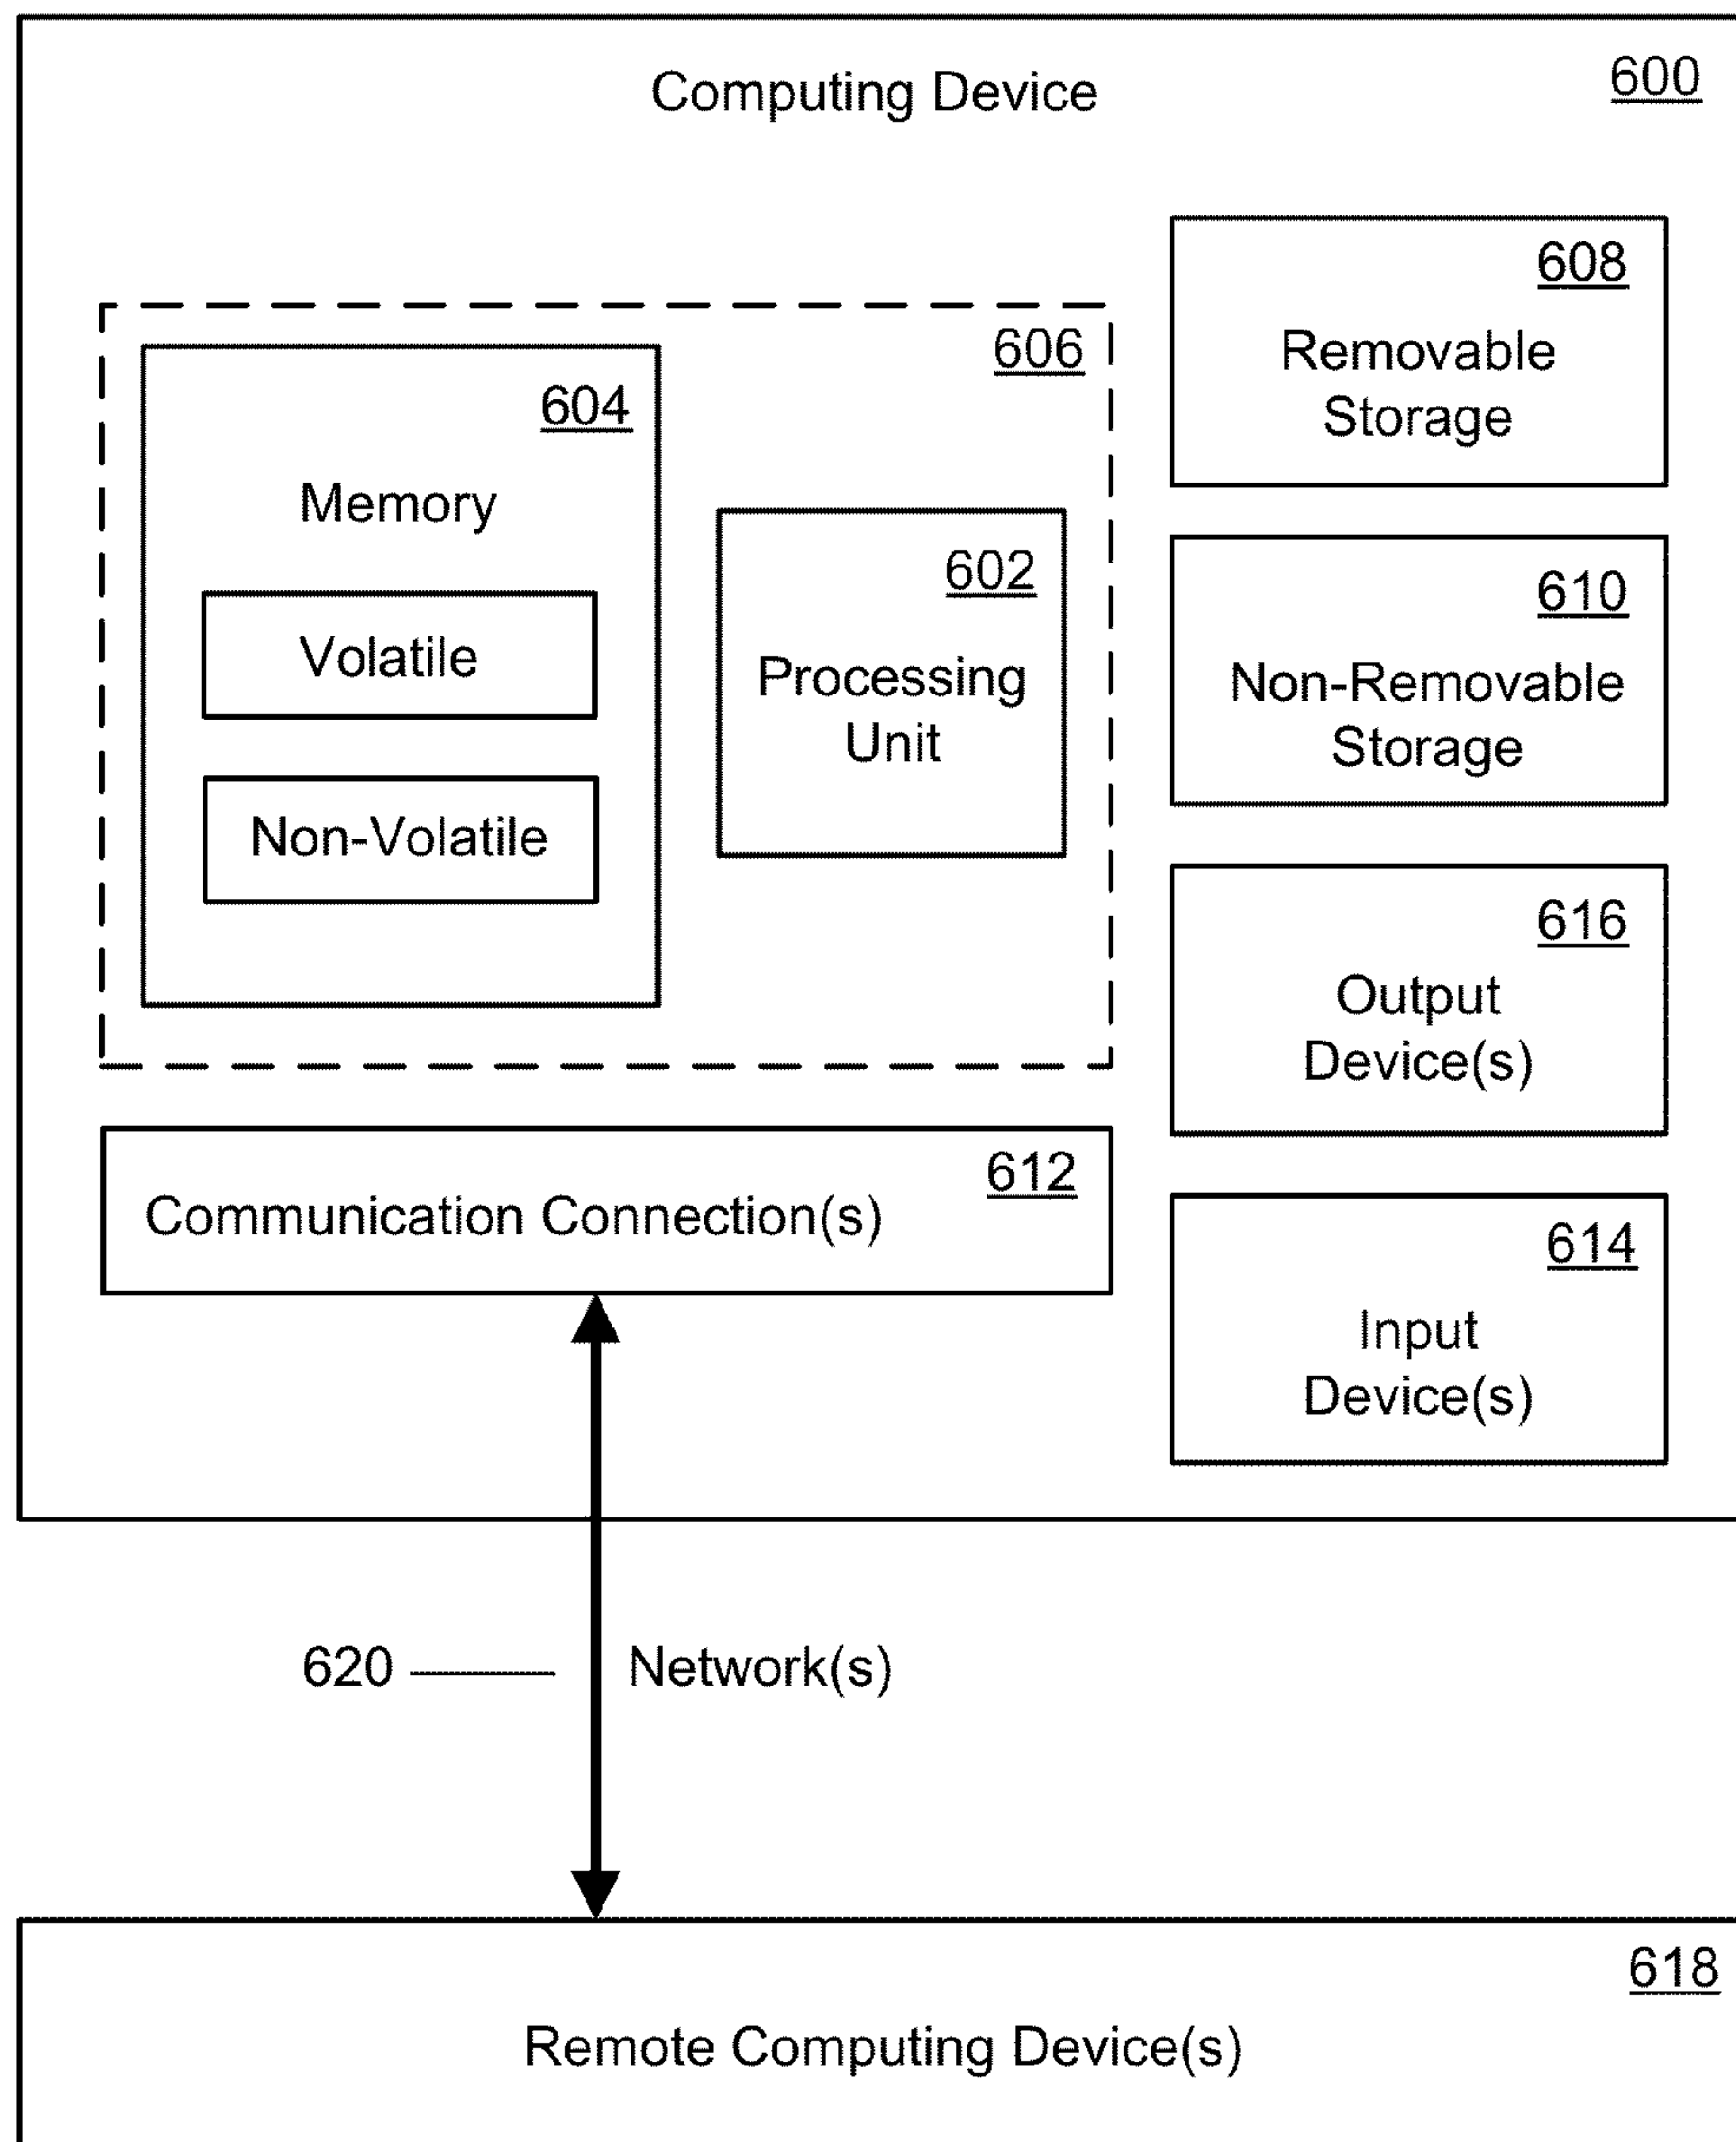 Computing Device
600
606
604
Memory
Volatile
Non-Volatile
602
Processing
Unit
608
Removable
Storage
610
Non-Removable
Storage
616
Output
Device(s)
612
Communication Connection(s)
614
Input
Device(s)
620
Network(s)
618
Remote Computing Device(s)